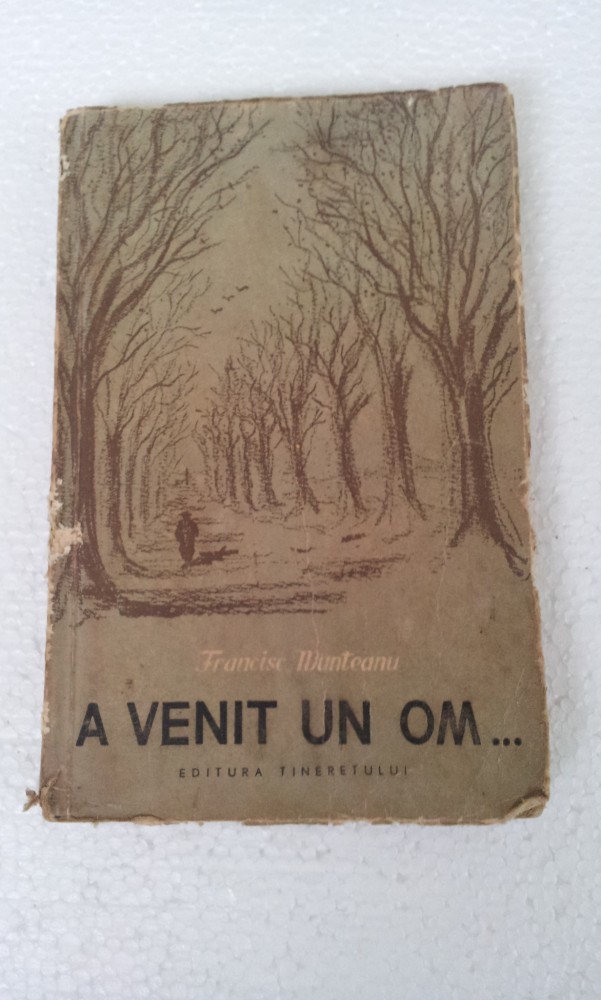 Francisc Munteanu
A VENIT UN OM...
EDITURA TINERETULUI